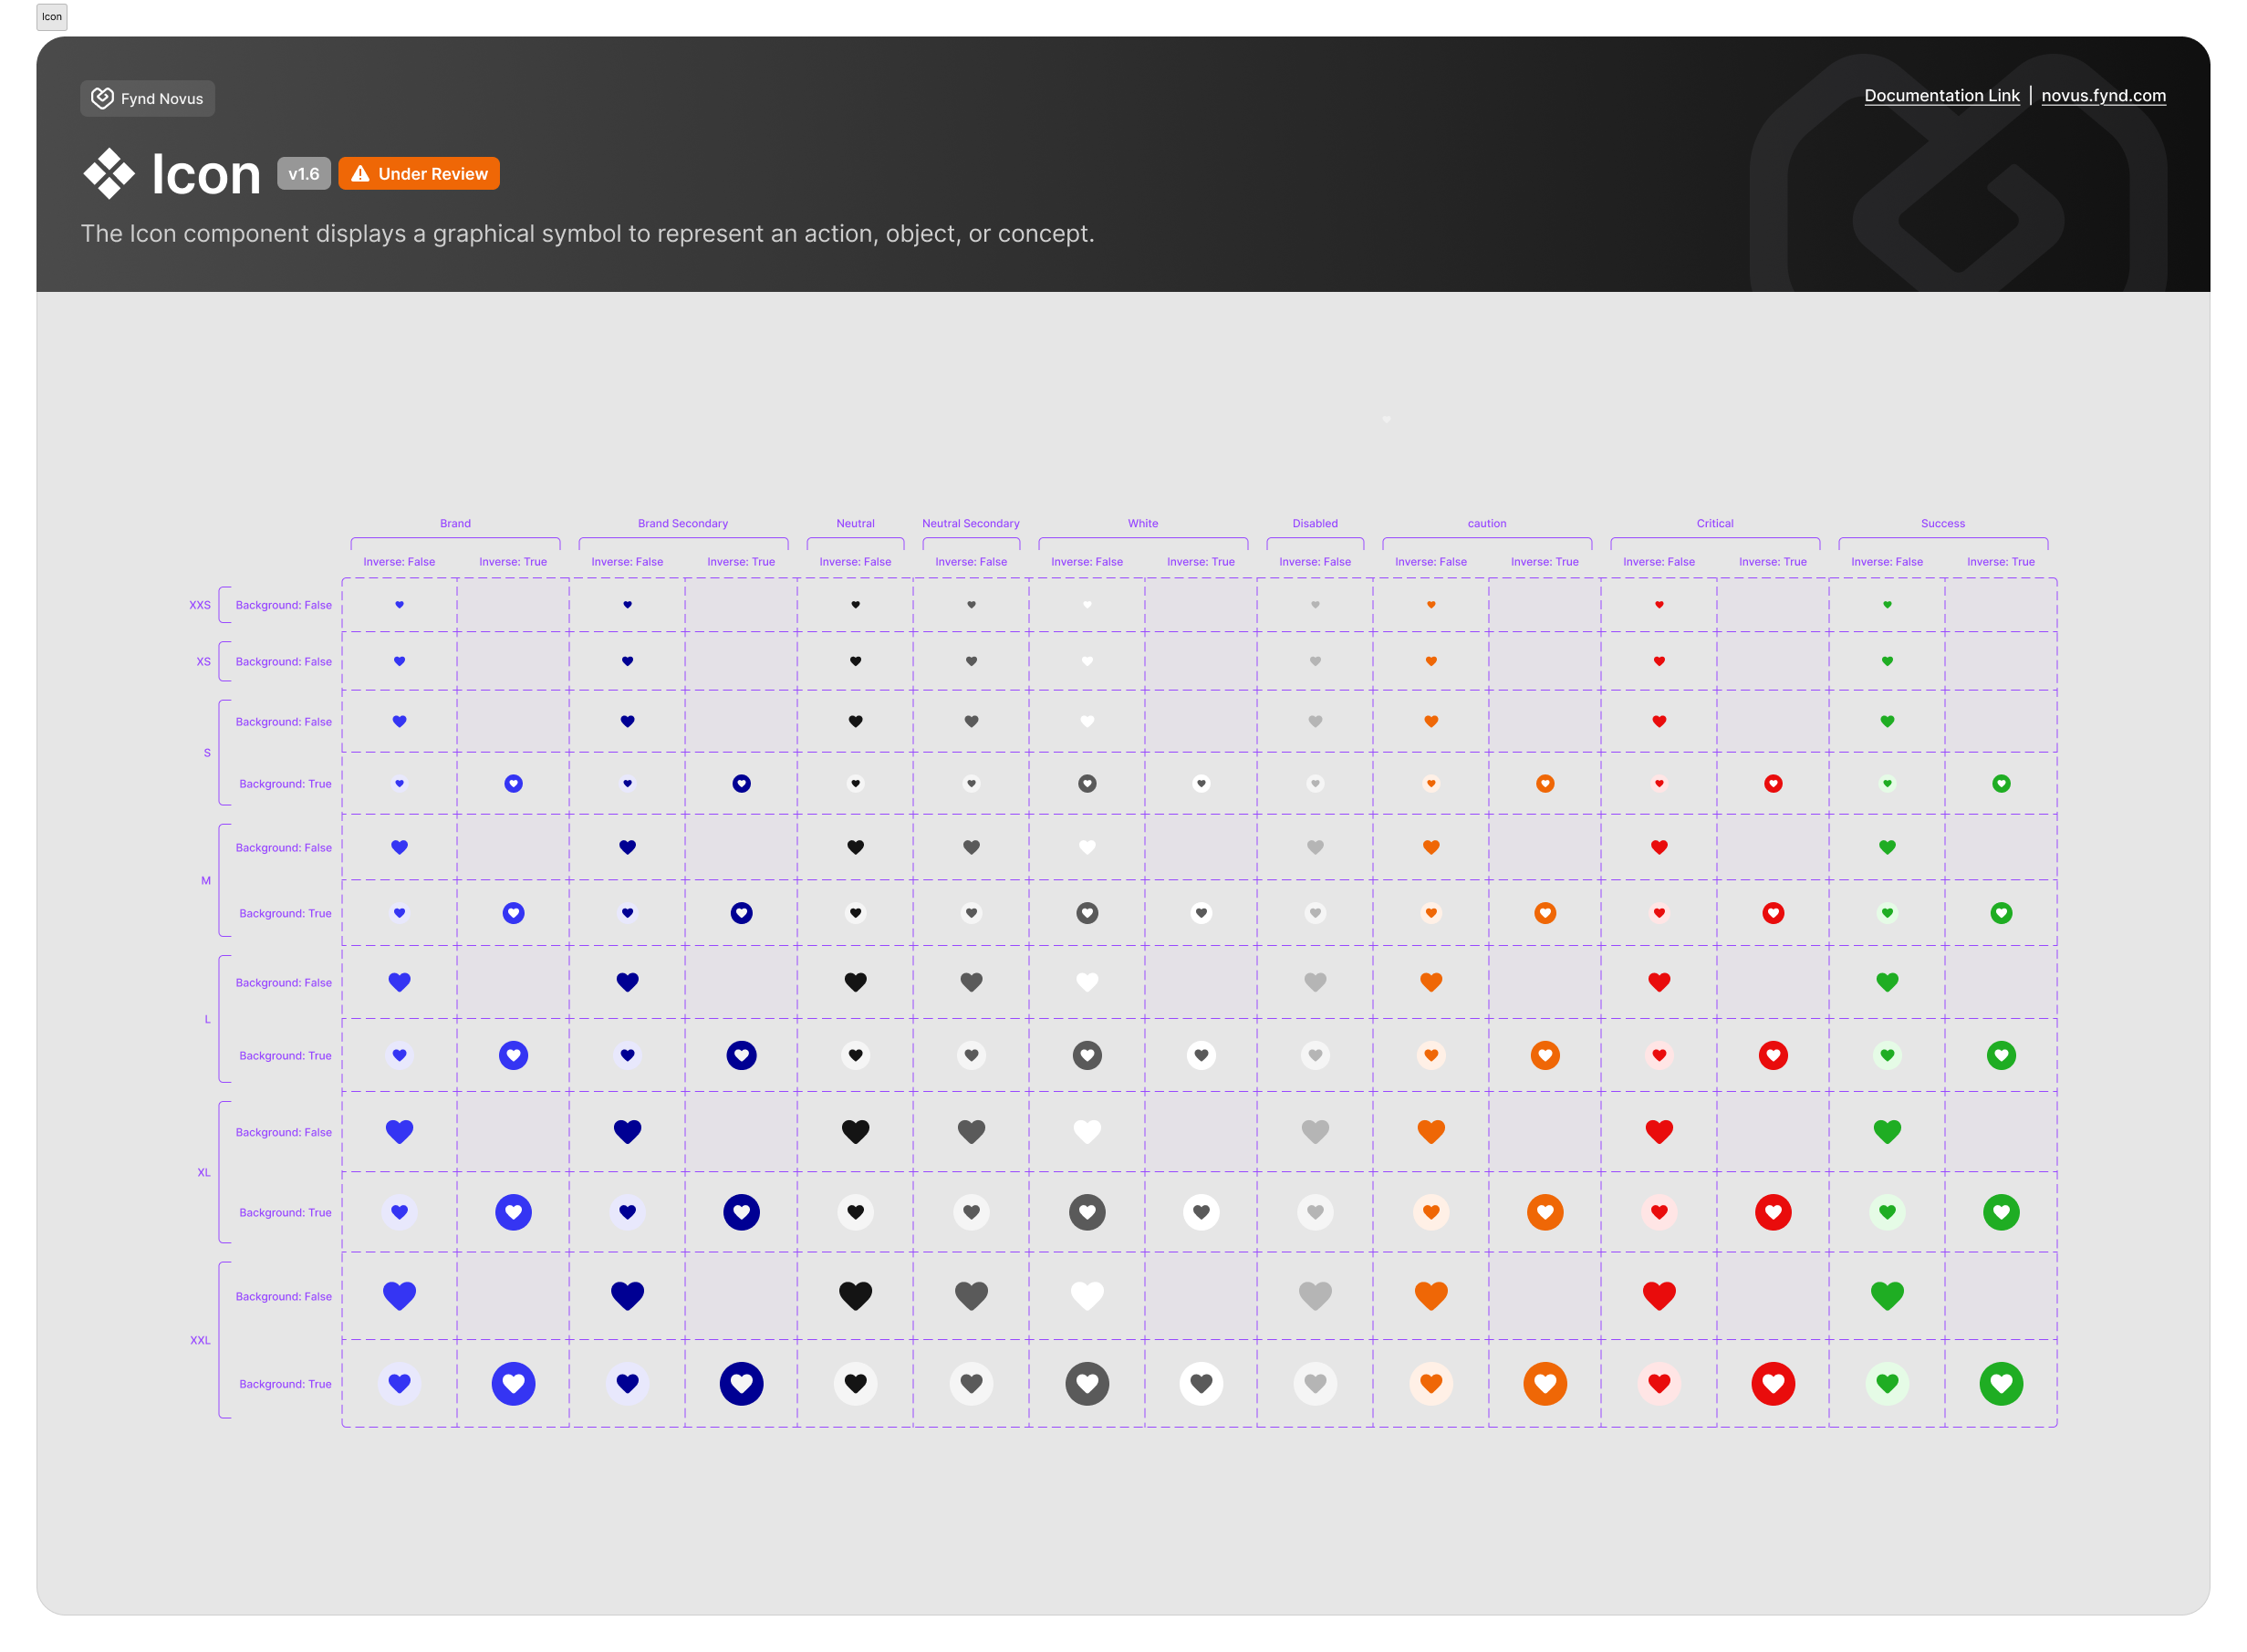 Icon
Fynd Novus
Documentation Link | novus.fynd.com
Icon v1.6 Under Review
The Icon component displays a graphical symbol to represent an action, object, or concept.
Brand Brand Secondary Neutral Neutral Secondary White Disabled caution Critical Success
Inverse: False Inverse: True Inverse: False Inverse: True Inverse: False Inverse: False Inverse: False Inverse: True Inverse: False Inverse: False Inverse: True Inverse: False Inverse: True Inverse: False Inverse: True
XXS Background: False
XS Background: False
Background: False
S
Background: True
Background: False
M
Background: True
Background: False
L
Background: True
Background: False
XL
Background: True
Background: False
XXL
Background: True